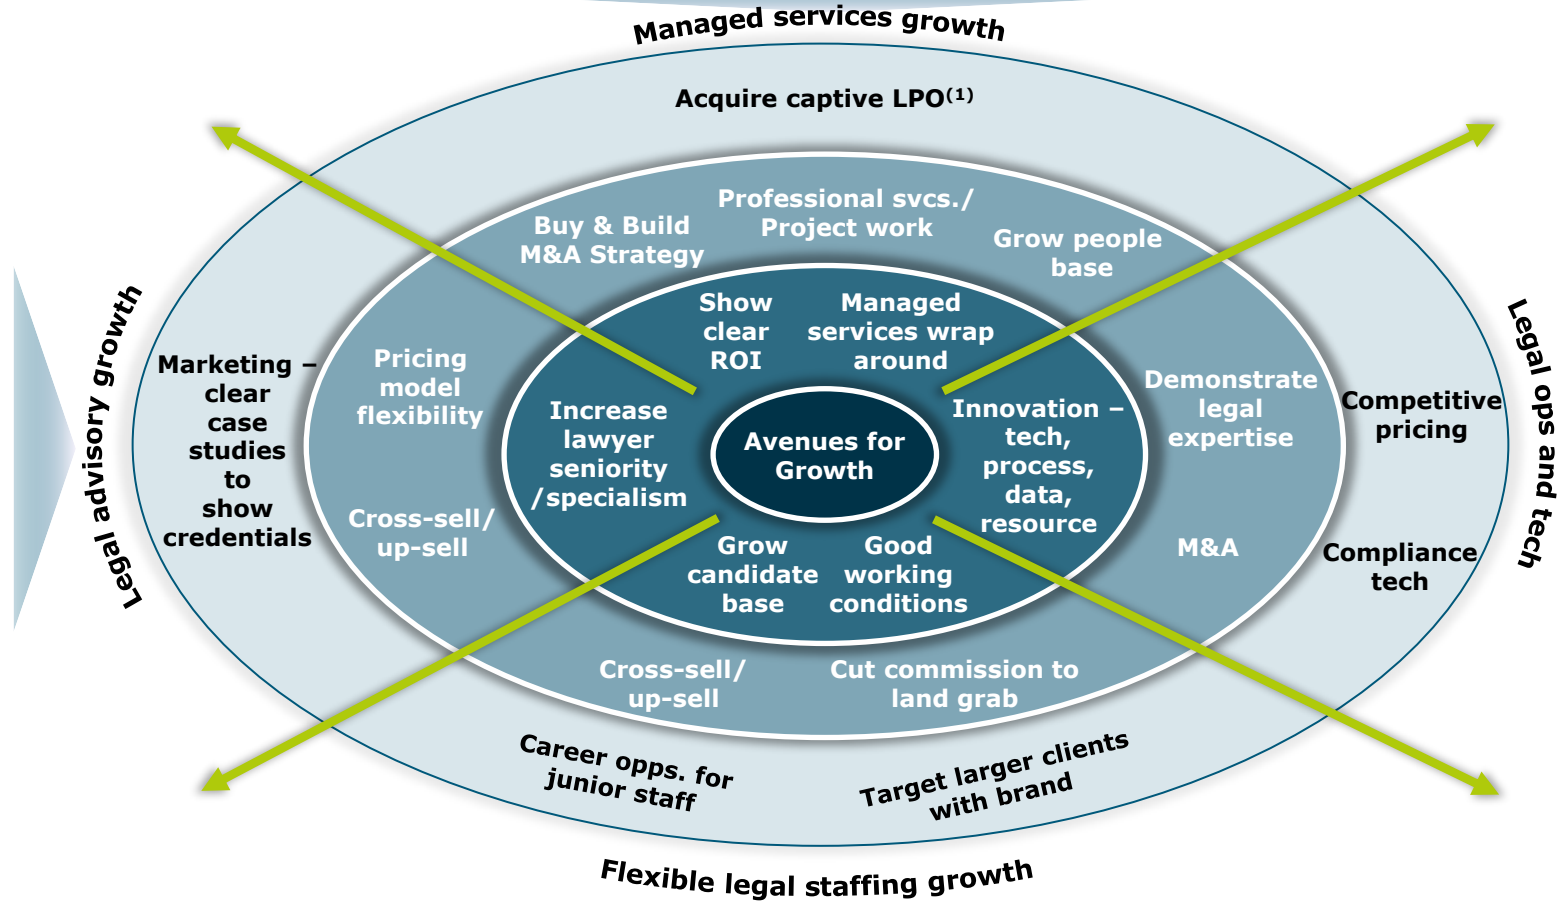 Managed services growth
Acquire captive LPO(1)
Professional svcs./
Project work
Buy & Build
M&A Strategy
Grow people
base
Show
clear
ROI
Managed
services wrap
around
Legal advisory growth
Marketing –
clear
case
studies
to
show
credentials
Pricing
model
flexibility
Cross-sell/
up-sell
Increase
lawyer
seniority
/specialism
Avenues for
Growth
Innovation –
tech,
process,
data,
resource
Demonstrate
legal
expertise
M&A
Competitive
pricing
Compliance
tech
Legal ops and tech
Grow
candidate
base
Good
working
conditions
Cross-sell/
up-sell
Cut commission to
land grab
Career opps. for
junior staff
Target larger clients
with brand
Flexible legal staffing growth